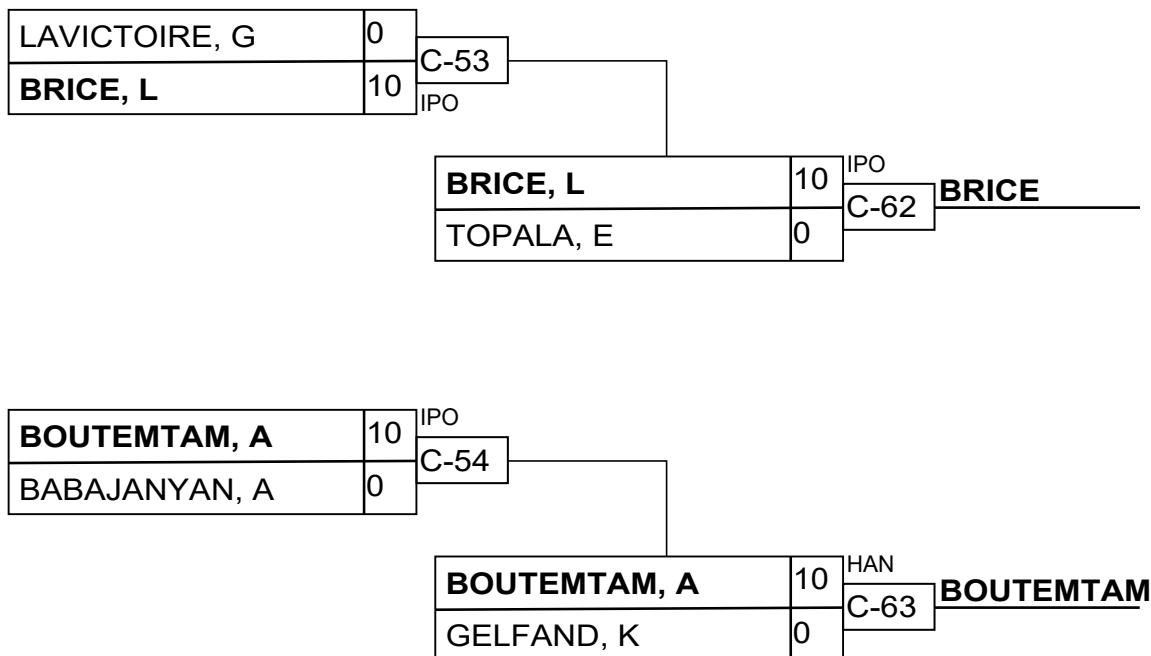 LAVICTOIRE, G 0
C-53
BRICE, L 10
IPO
BRICE, L 10 IPO
C-62 BRICE
TOPALA, E 0
BOUTEMTAM, A 10 IPO
C-54
BABAJANYAN, A 0
BOUTEMTAM, A 10 HAN
C-63 BOUTEMTAM
GELFAND, K 0